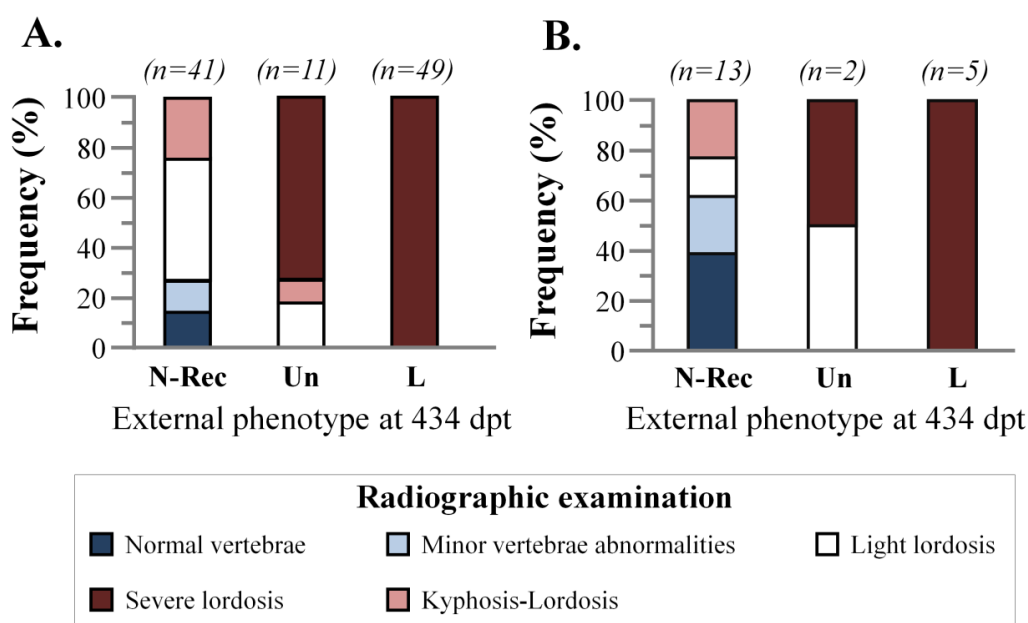 A.
(n=41) (n=11) (n=49)
Frequency (%)
100
80
60
40
20
0
N-Rec Un L
External phenotype at 434 dpt
B.
(n=13) (n=2) (n=5)
Frequency (%)
100
80
60
40
20
0
N-Rec Un L
External phenotype at 434 dpt
Radiographic examination
Normal vertebrae Minor vertebrae abnormalities Light lordosis
Severe lordosis Kyphosis-Lordosis